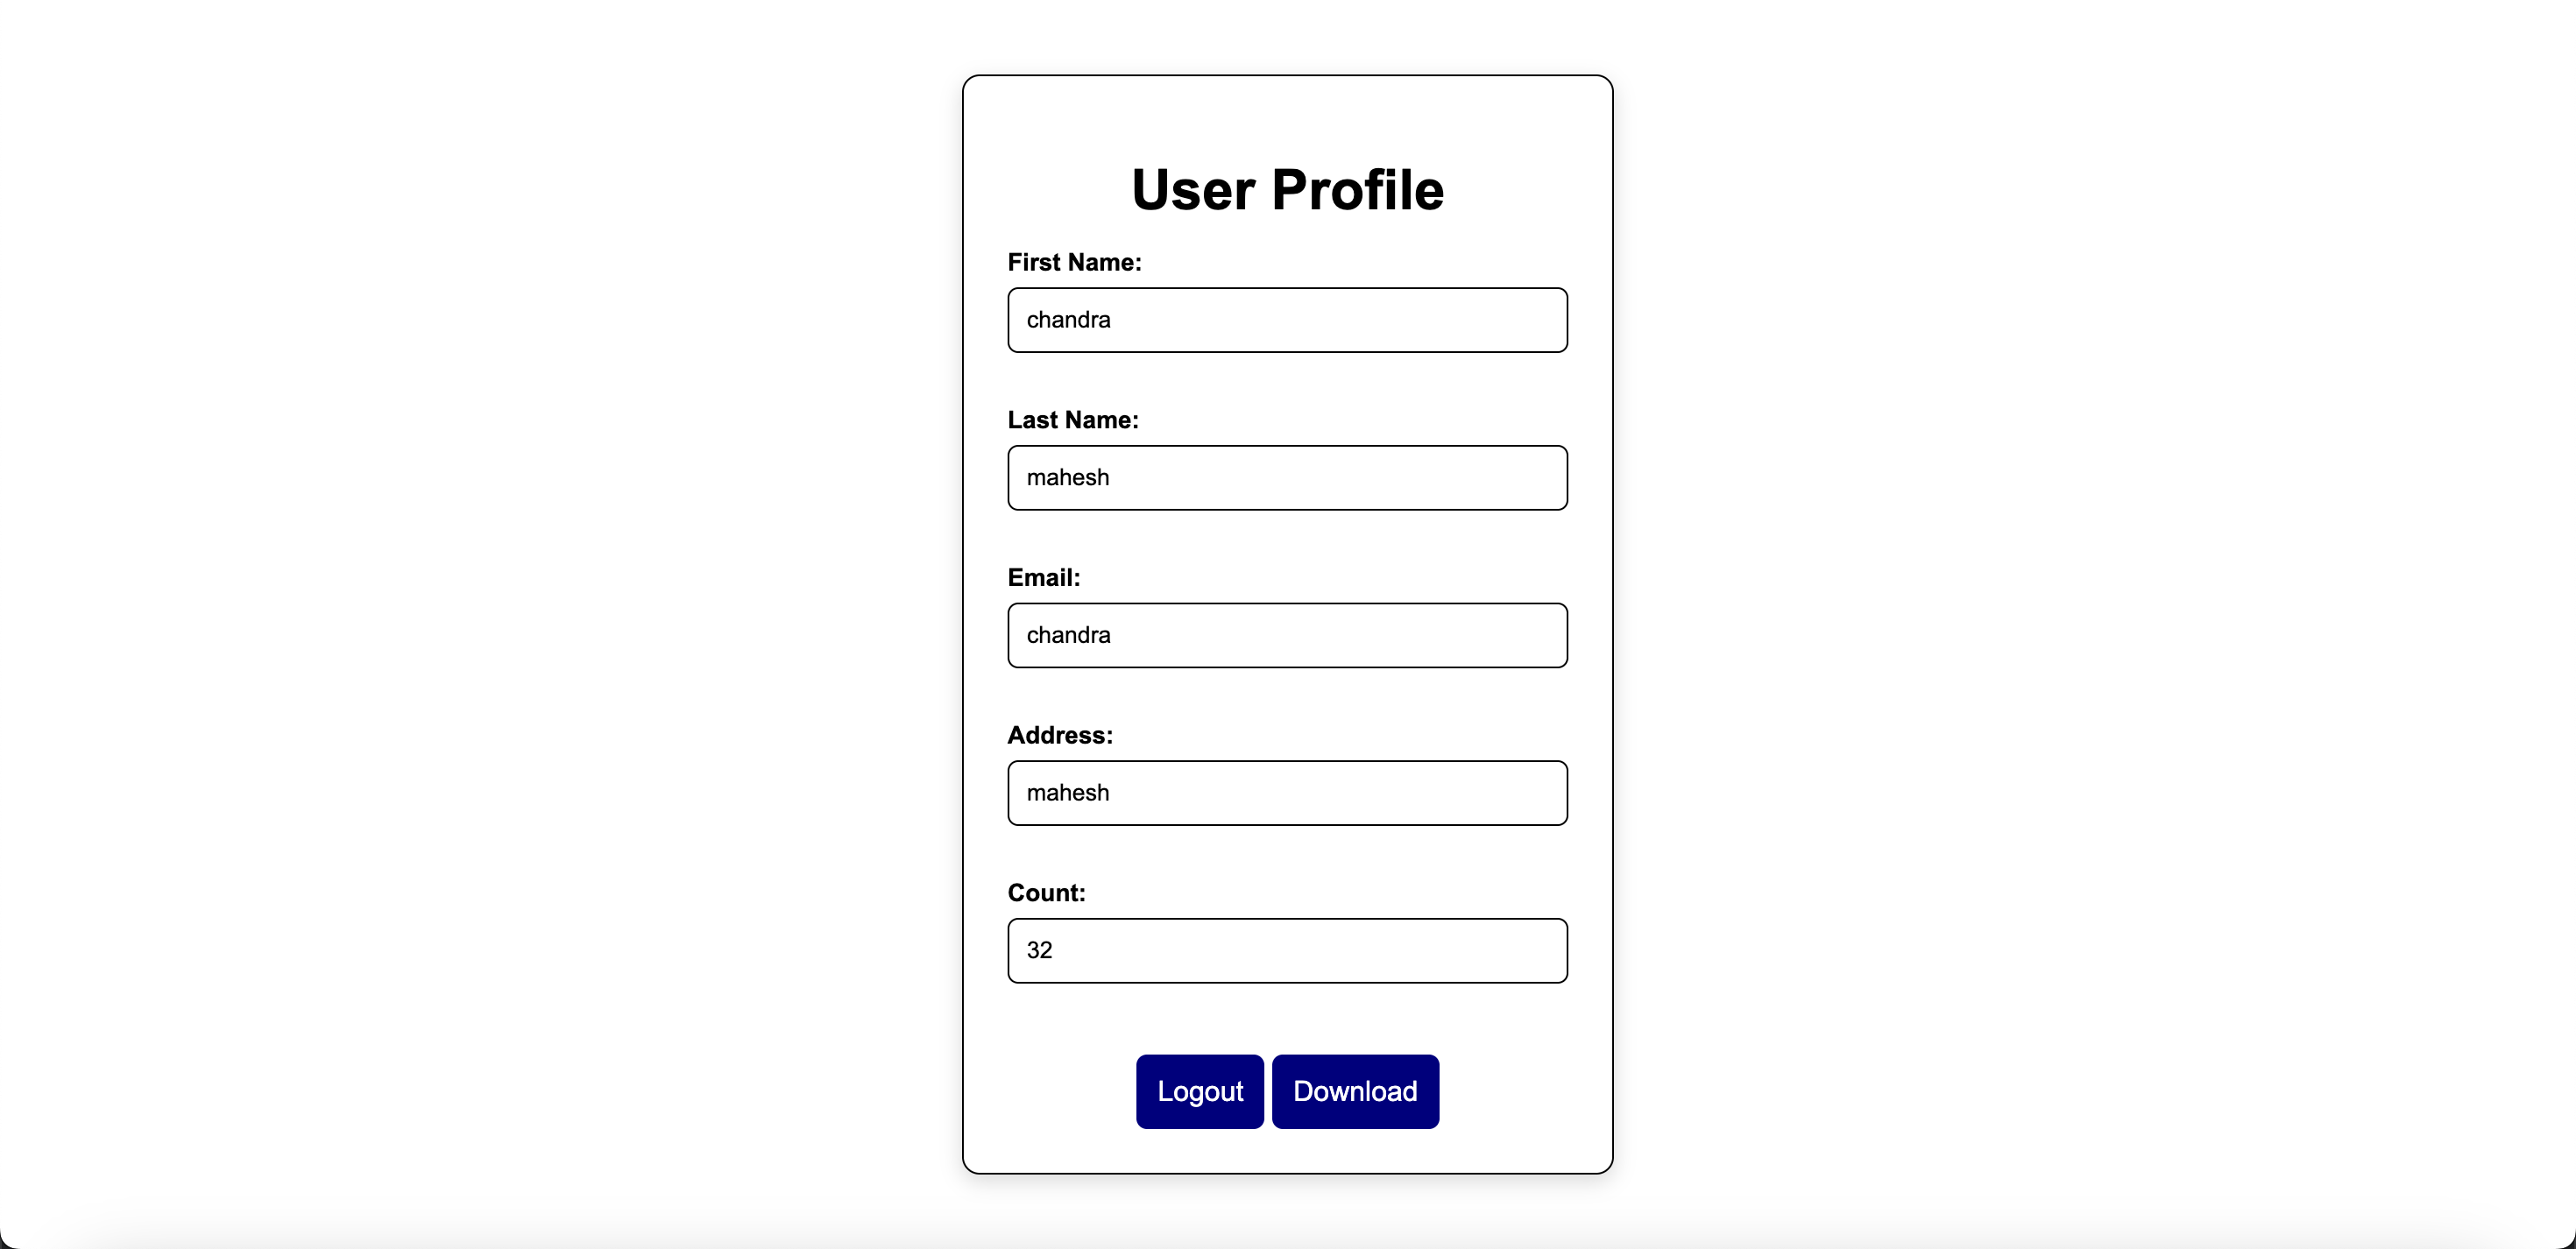 User Profile
First Name:
chandra
Last Name:
mahesh
Email:
chandra
Address:
mahesh
Count:
32
Logout Download